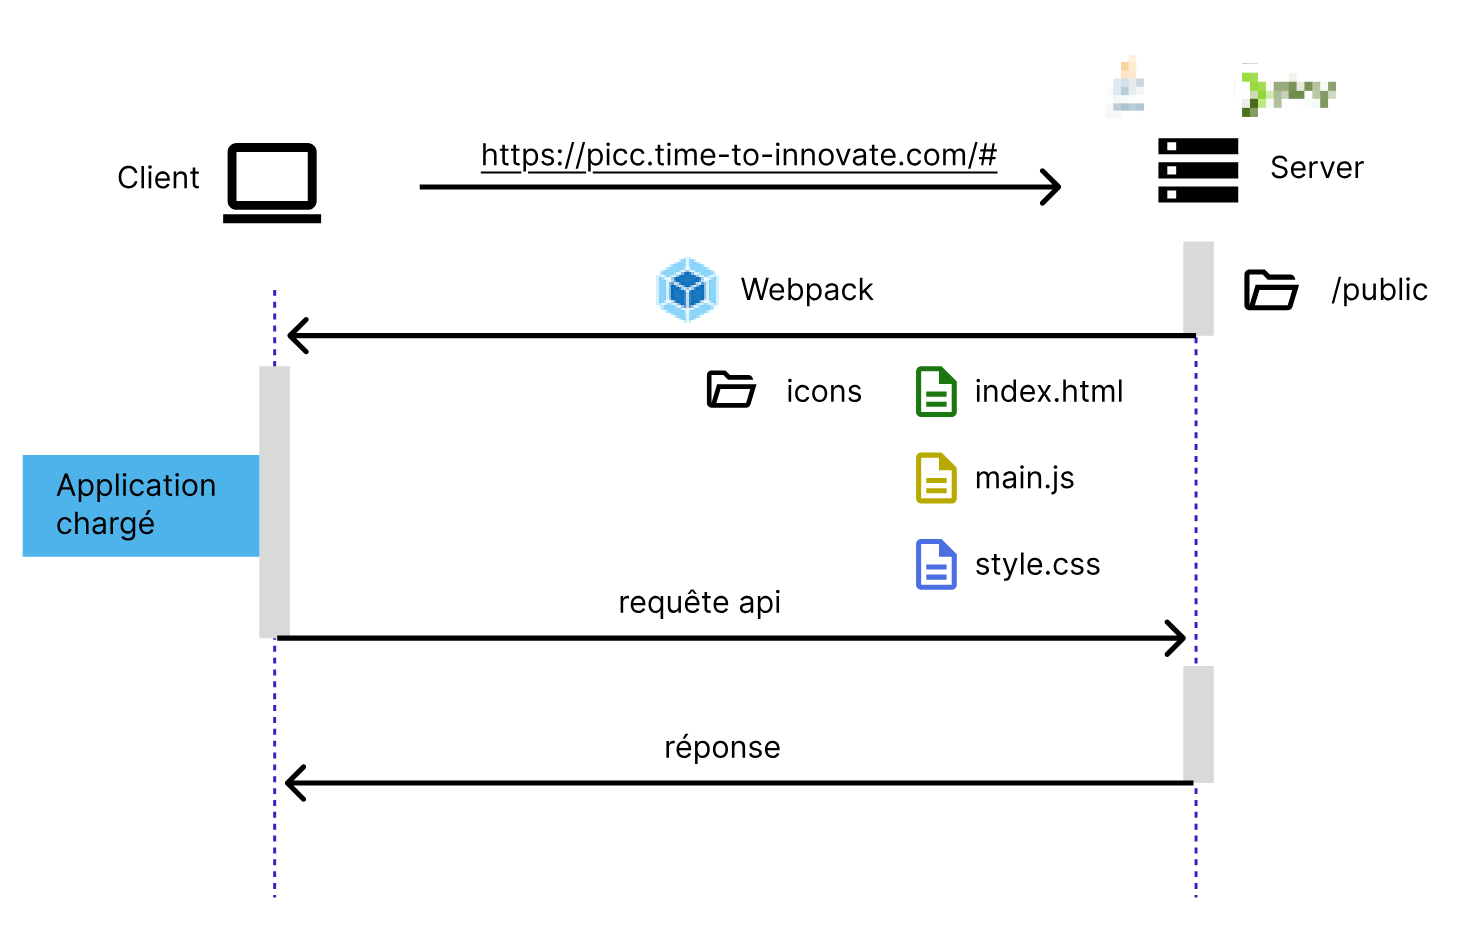 Client
https://picc.time-to-innovate.com/#
Server
Webpack
/public
icons
index.html
main.js
Application
chargé
style.css
requête api
réponse